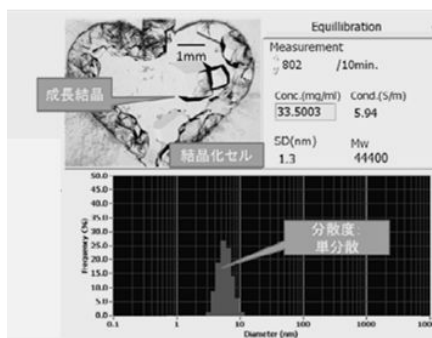 Equillibration
Measurement
802 /10min.
Conc.(mg/ml) Cond.(S/m)
33.5003 5.94
SD(nm) Mw
1.3 44400
1mm
成長結晶
結晶化セル
分散度:
単分散
Frequency (%)
50.0
45.0
40.0
35.0
30.0
25.0
20.0
15.0
10.0
5.0
0.0
0.1 1 10 100 1000 1000
Diameter (nm)